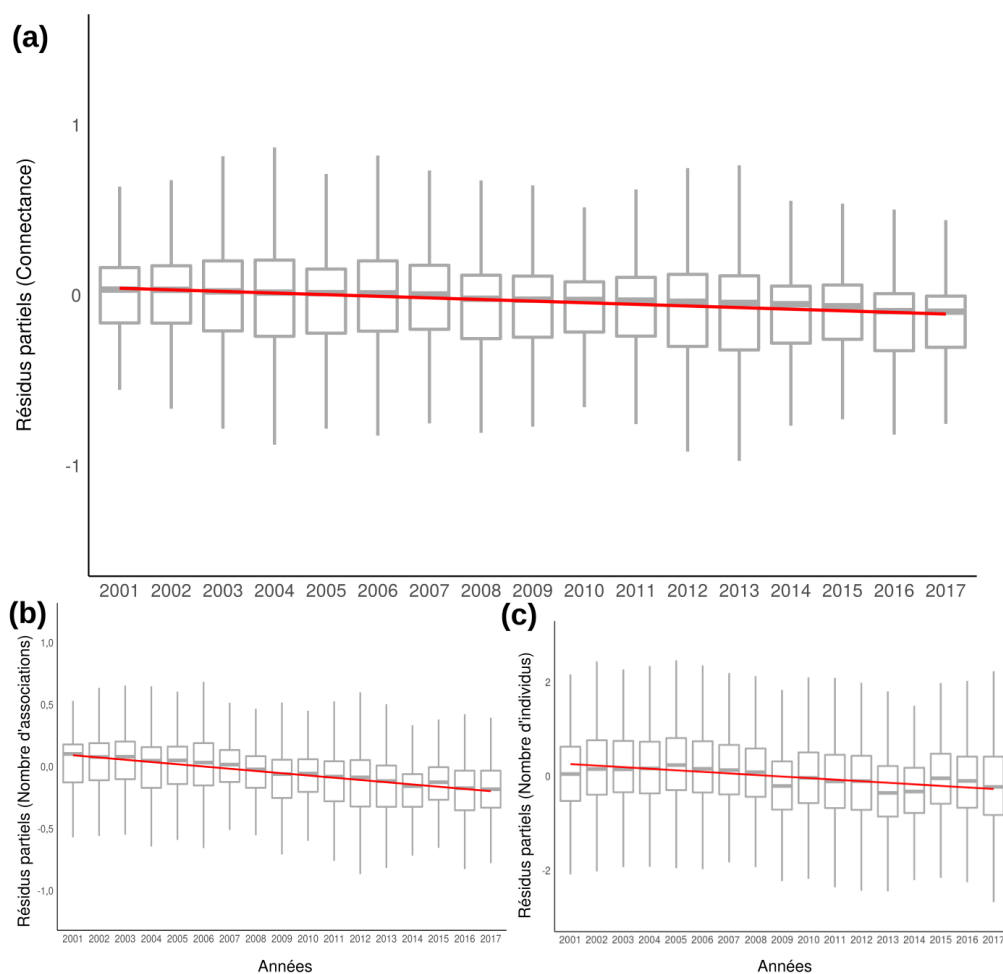 (a)
Résidus partiels (Connectance)
1
0
-1
2001 2002 2003 2004 2005 2006 2007 2008 2009 2010 2011 2012 2013 2014 2015 2016 2017
(b)
Résidus partiels (Nombre d'associations)
1,0
0,5
0,0
-0,5
-1,0
2001 2002 2003 2004 2005 2006 2007 2008 2009 2010 2011 2012 2013 2014 2015 2016 2017
Années
(c)
Résidus partiels (Nombre d'individus)
2
0
-2
2001 2002 2003 2004 2005 2006 2007 2008 2009 2010 2011 2012 2013 2014 2015 2016 2017
Années